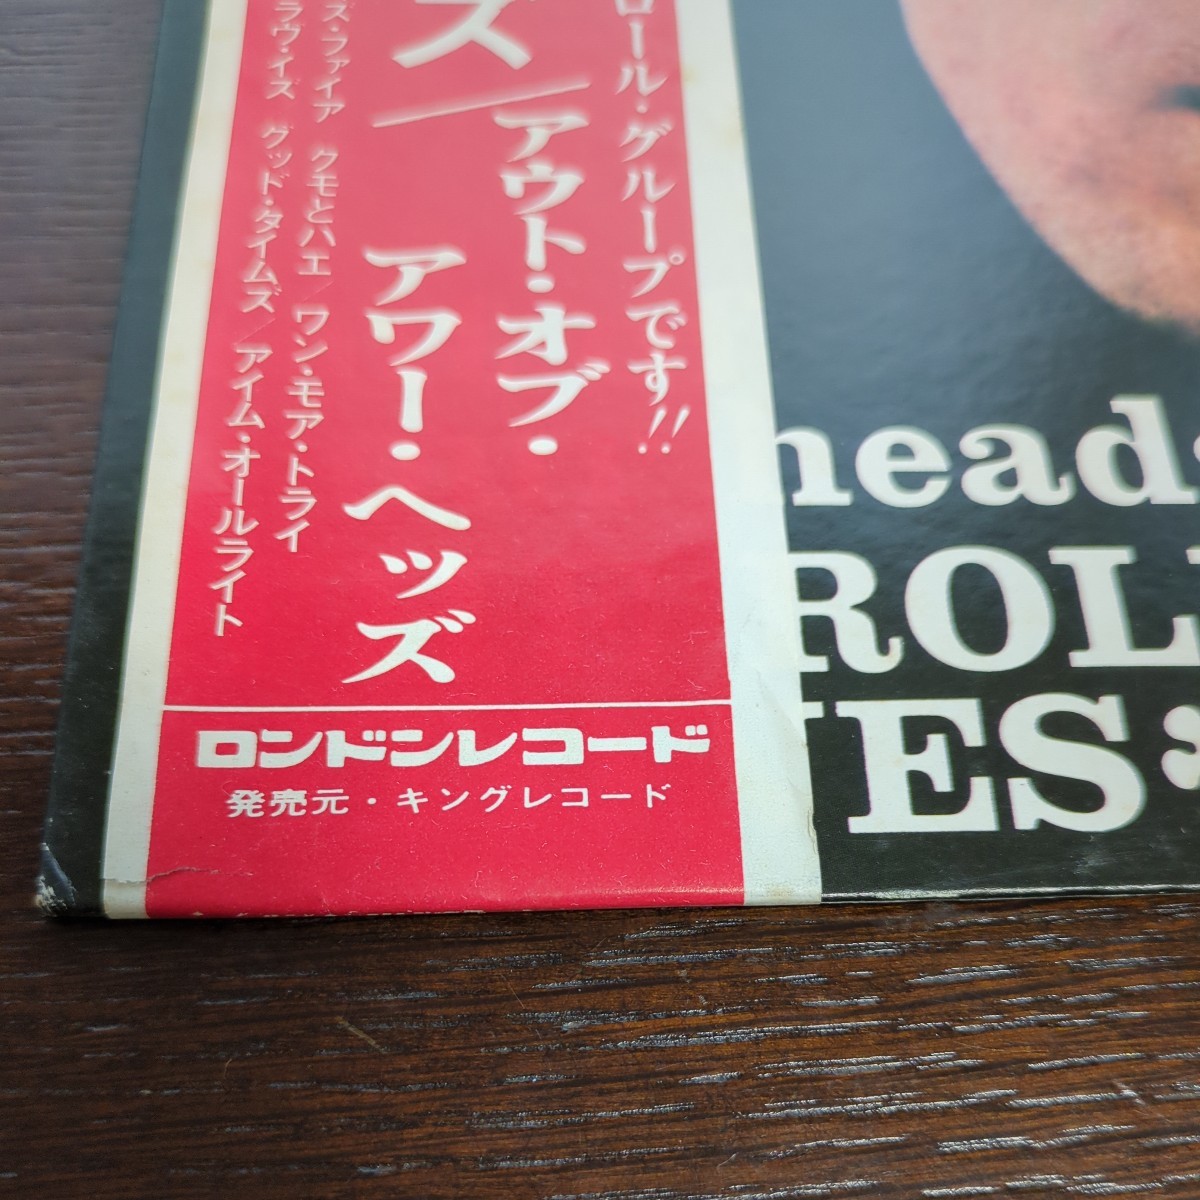 ロール・グループです!!
ズ／アウト・オブ・
アワー・ヘッズ
ズ・ファイア クモとハエ／ワン・モア・トライ
ラヴ・イズ グッド・タイムズ／アイム・オールライト
ロンドンレコード
発売元・キングレコード
head
ROL
ES: